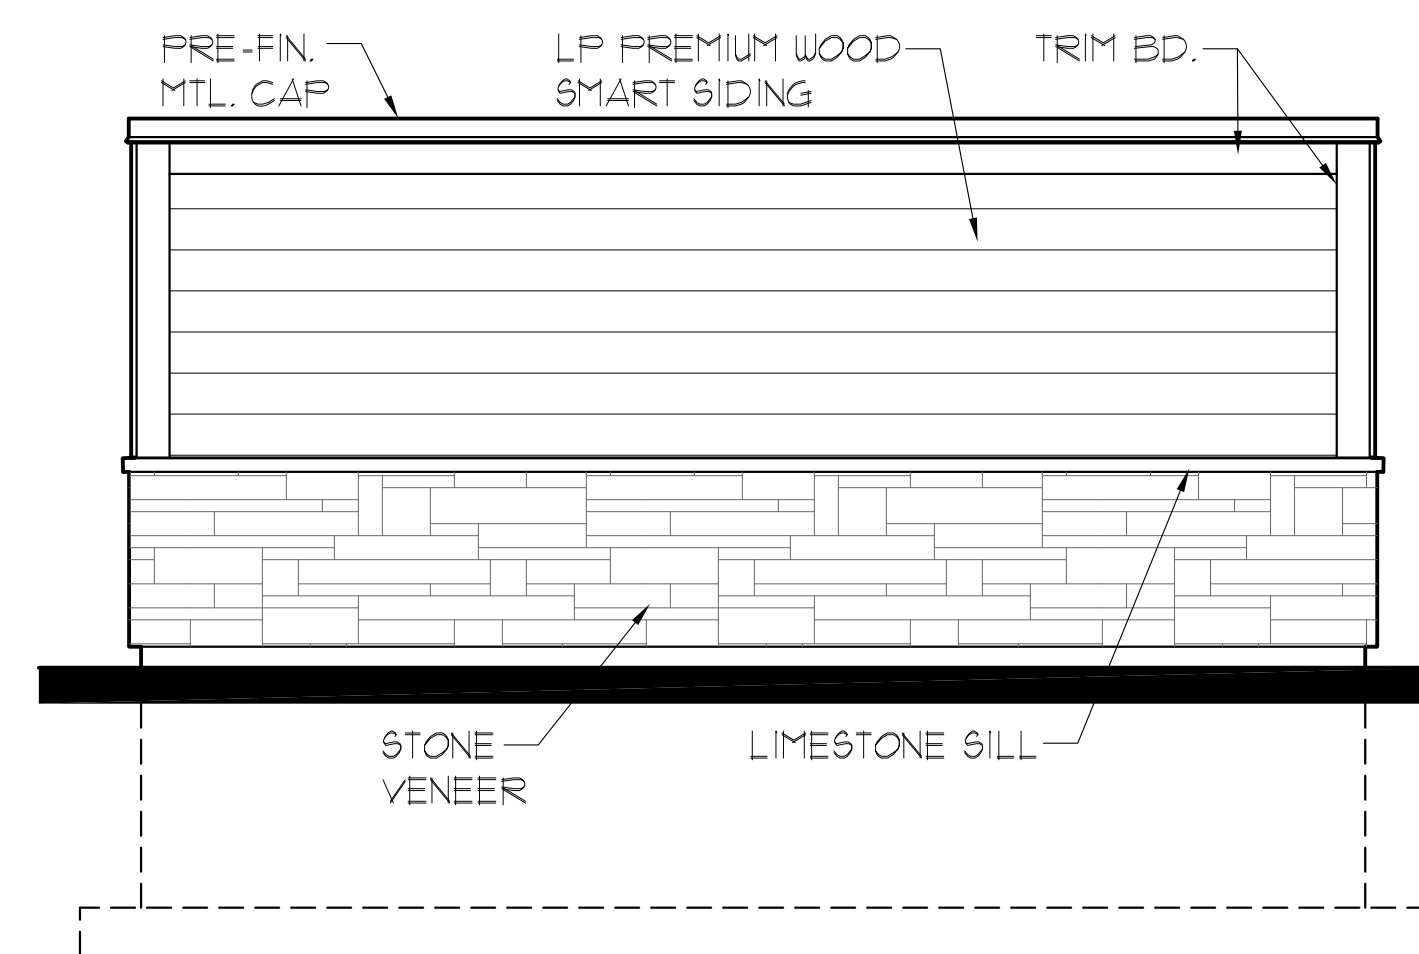 PRE-FIN.
MTL. CAP
LP PREMIUM WOOD
SMART SIDING
TRIM BD.
STONE
VENEER
LIMESTONE SILL